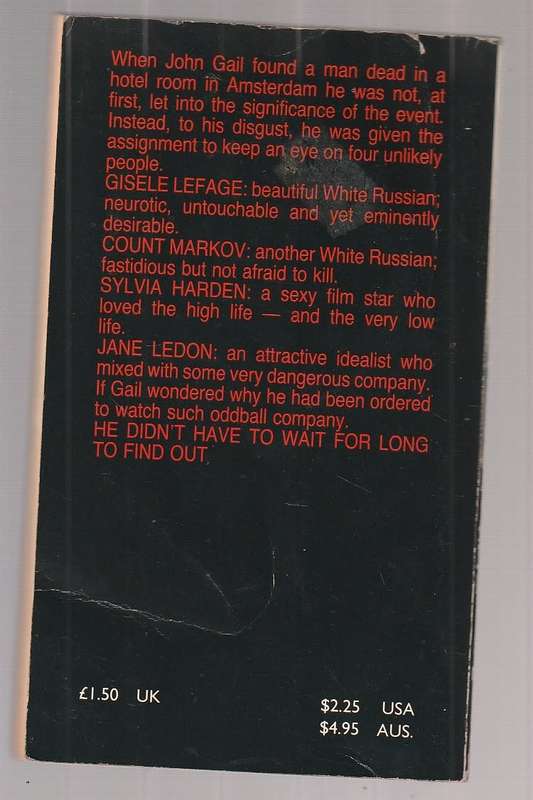 When John Gail found a man dead in a
hotel room in Amsterdam he was not, at
first, let into the significance of the event.
Instead, to his disgust, he was given the
assignment to keep an eye on four unlikely
people.
GISELE LEFAGE: beautiful White Russian;
neurotic, untouchable and yet eminently
desirable.
COUNT MARKOV: another White Russian;
fastidious but not afraid to kill.
SYLVIA HARDEN: a sexy film star who
loved the high life — and the very low
life.
JANE LEDON: an attractive idealist who
mixed with some very dangerous company.
If Gail wondered why he had been ordered
to watch such oddball company.
HE DIDN'T HAVE TO WAIT FOR LONG
TO FIND OUT
£1.50 UK
$2.25 USA
$4.95 AUS.